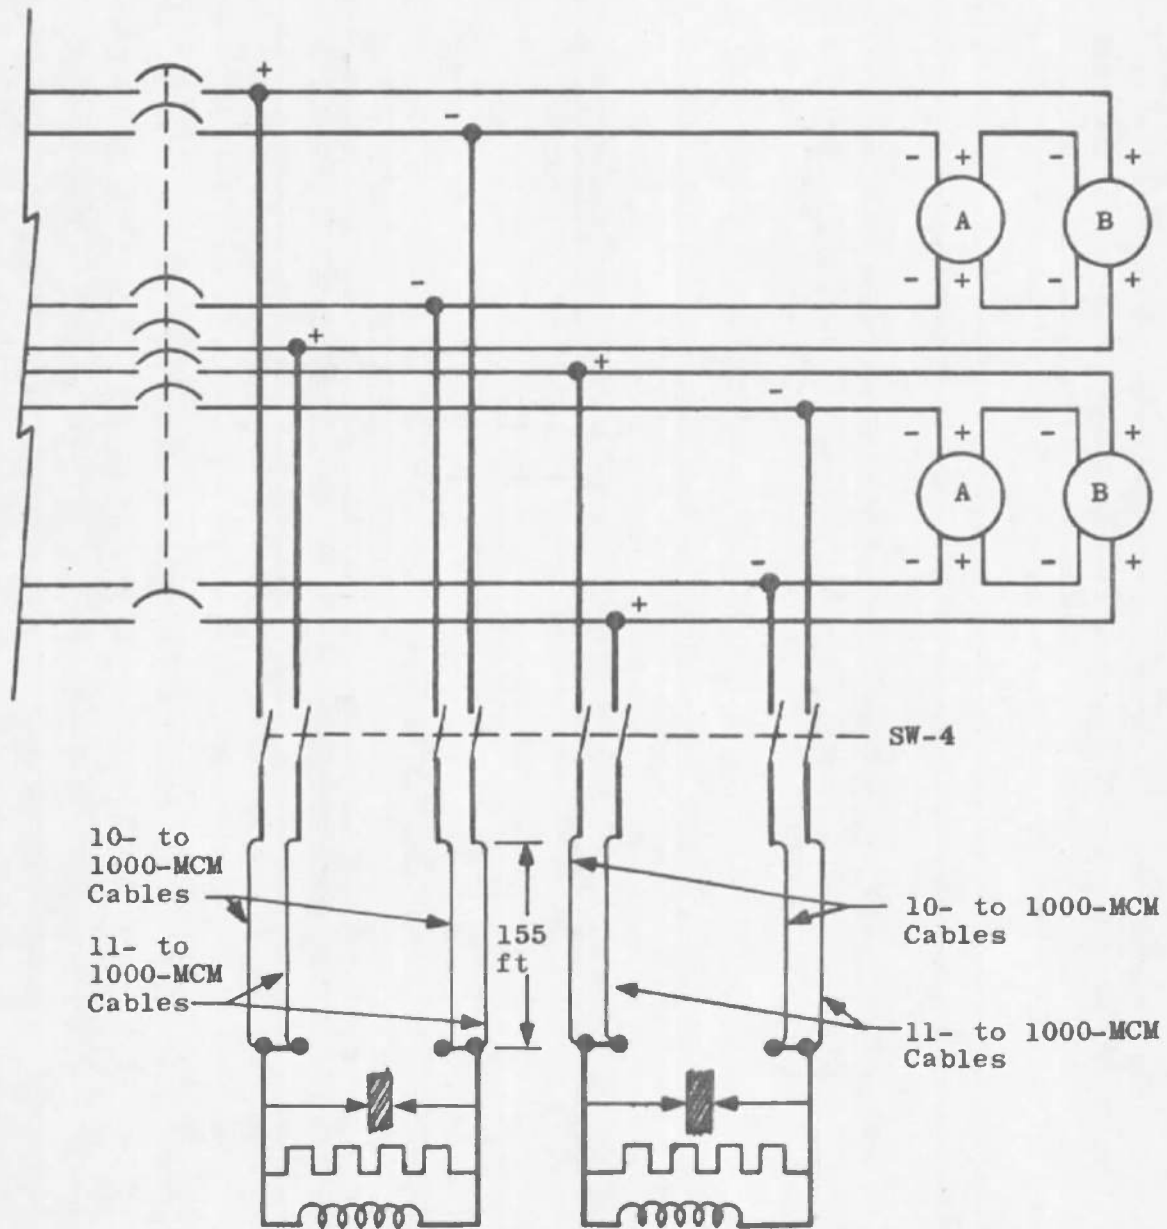 +
-
- + - +
A B
- + - +
-
+
+
-
- + - +
A B
- + - +
-
+
SW-4
10- to
1000-MCM
Cables
11- to
1000-MCM
Cables
155
ft
10- to 1000-MCM
Cables
11- to 1000-MCM
Cables